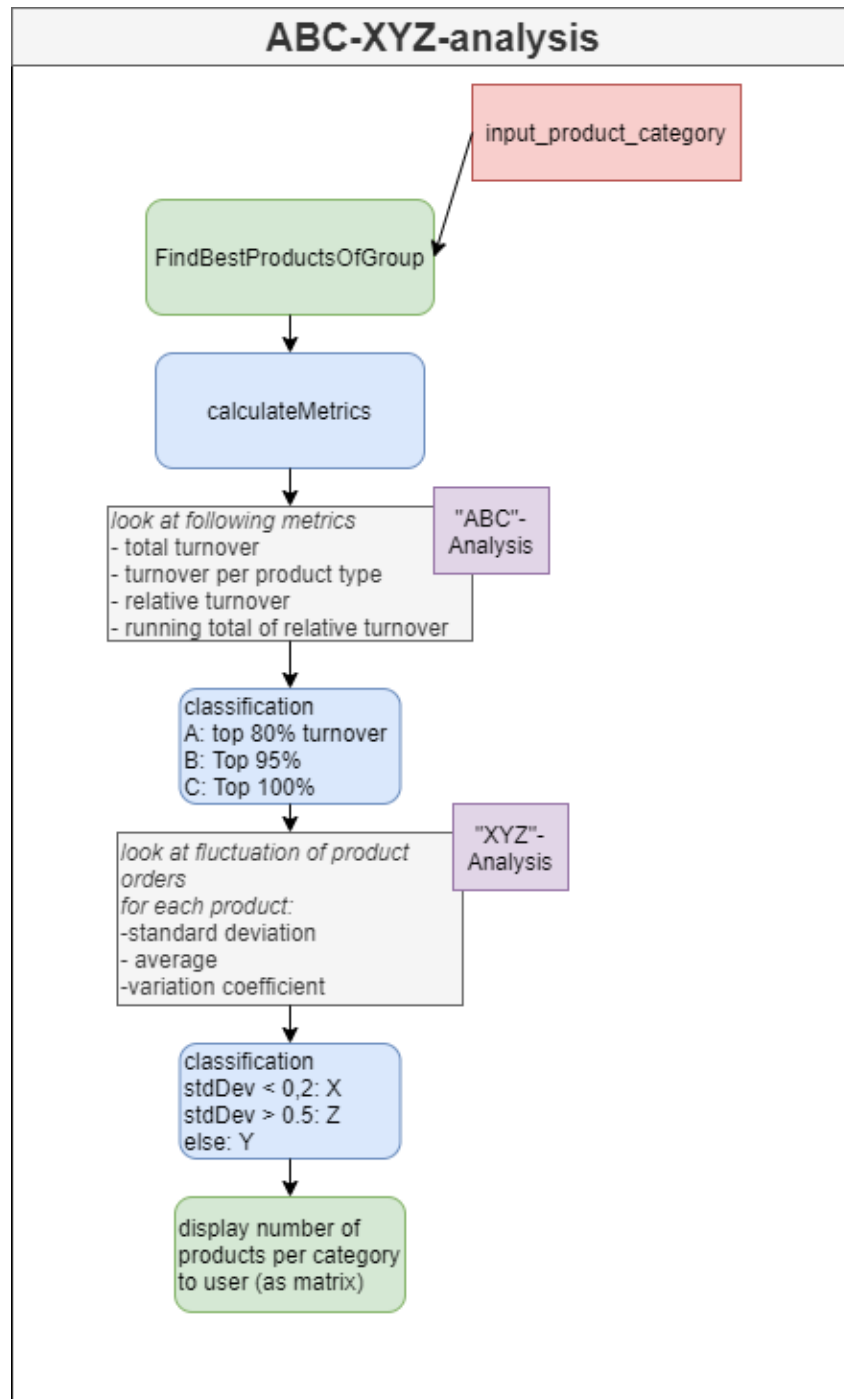 ABC-XYZ-analysis
input_product_category
FindBestProductsOfGroup
calculateMetrics
"ABC"-
Analysis
look at following metrics
- total turnover
- turnover per product type
- relative turnover
- running total of relative turnover
classification
A: top 80% turnover
B: Top 95%
C: Top 100%
"XYZ"-
Analysis
look at fluctuation of product
orders
for each product:
-standard deviation
- average
-variation coefficient
classification
stdDev < 0,2: X
stdDev > 0.5: Z
else: Y
display number of
products per category
to user (as matrix)